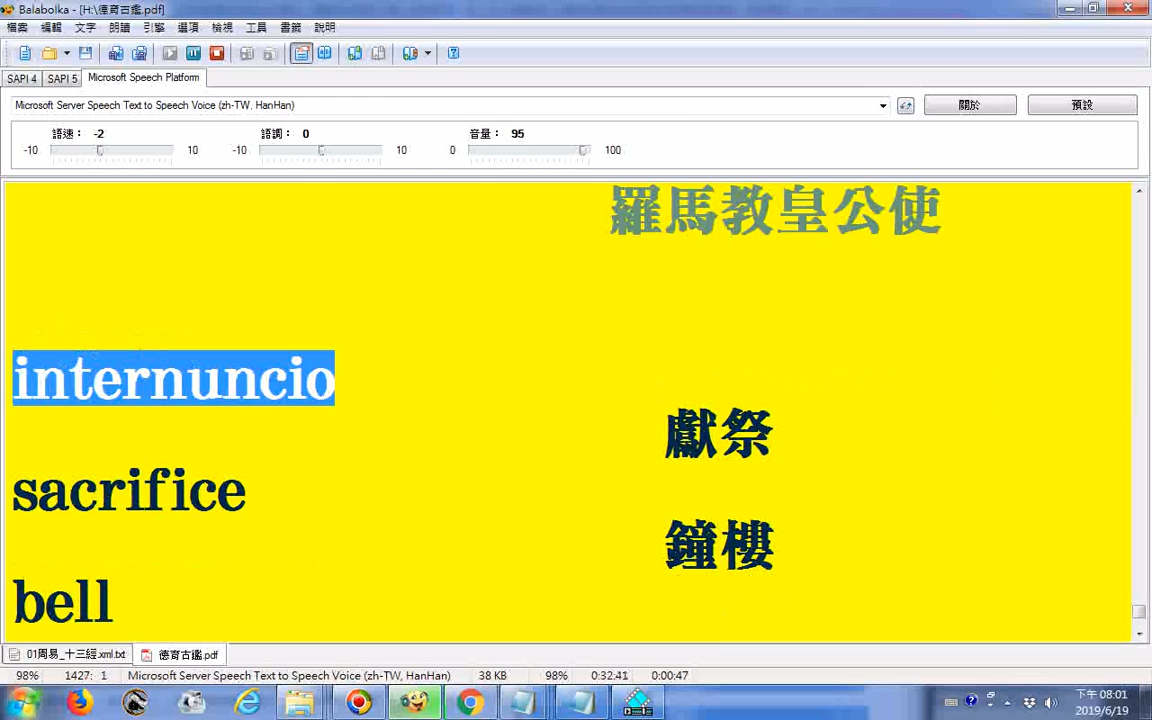 Balabolka - [H:\德育古鑑.pdf]
檔案 編輯 文字 朗讀 引擎 選項 檢視 工具 書籤 說明
SAPI 4 SAPI 5 Microsoft Speech Platform
Microsoft Server Speech Text to Speech Voice (zh-TW, HanHan) 關於 預設
語速： -2 語調： 0 音量： 95
-10 10 -10 10 0 100
羅馬教皇公使
internuncio
獻祭
sacrifice
鐘樓
bell
01周易_十三經.xml.txt 德育古鑑.pdf
98% 1427: 1 Microsoft Server Speech Text to Speech Voice (zh-TW, HanHan) 38 KB 98% 0:32:41 0:00:47
下午 08:01
2019/6/19